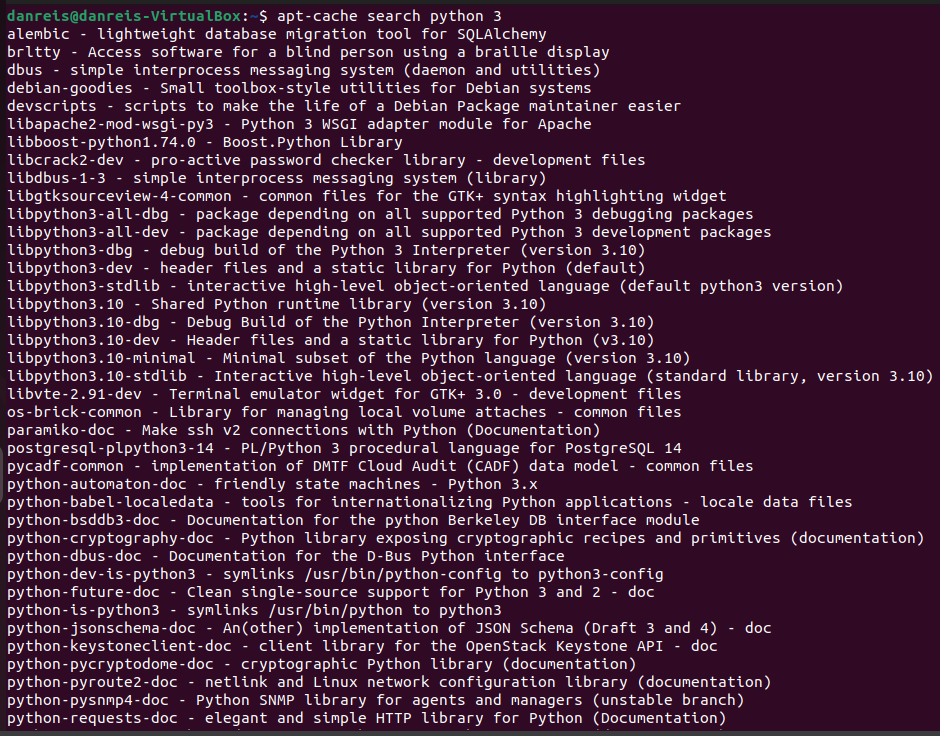 danreis@danreis-VirtualBox:~$ apt-cache search python 3
alembic - lightweight database migration tool for SQLAlchemy
brltty - Access software for a blind person using a braille display
dbus - simple interprocess messaging system (daemon and utilities)
debian-goodies - Small toolbox-style utilities for Debian systems
devscripts - scripts to make the life of a Debian Package maintainer easier
libapache2-mod-wsgi-py3 - Python 3 WSGI adapter module for Apache
libboost-python1.74.0 - Boost.Python Library
libcrack2-dev - pro-active password checker library - development files
libdbus-1-3 - simple interprocess messaging system (library)
libgtksourceview-4-common - common files for the GTK+ syntax highlighting widget
libpython3-all-dbg - package depending on all supported Python 3 debugging packages
libpython3-all-dev - package depending on all supported Python 3 development packages
libpython3-dbg - debug build of the Python 3 Interpreter (version 3.10)
libpython3-dev - header files and a static library for Python (default)
libpython3-stdlib - interactive high-level object-oriented language (default python3 version)
libpython3.10 - Shared Python runtime library (version 3.10)
libpython3.10-dbg - Debug Build of the Python Interpreter (version 3.10)
libpython3.10-dev - Header files and a static library for Python (v3.10)
libpython3.10-minimal - Minimal subset of the Python language (version 3.10)
libpython3.10-stdlib - Interactive high-level object-oriented language (standard library, version 3.10)
libvte-2.91-dev - Terminal emulator widget for GTK+ 3.0 - development files
os-brick-common - Library for managing local volume attaches - common files
paramiko-doc - Make ssh v2 connections with Python (Documentation)
postgresql-plpython3-14 - PL/Python 3 procedural language for PostgreSQL 14
pycadf-common - implementation of DMTF Cloud Audit (CADF) data model - common files
python-automaton-doc - friendly state machines - Python 3.x
python-babel-localedata - tools for internationalizing Python applications - locale data files
python-bsddb3-doc - Documentation for the python Berkeley DB interface module
python-cryptography-doc - Python library exposing cryptographic recipes and primitives (documentation)
python-dbus-doc - Documentation for the D-Bus Python interface
python-dev-is-python3 - symlinks /usr/bin/python-config to python3-config
python-future-doc - Clean single-source support for Python 3 and 2 - doc
python-is-python3 - symlinks /usr/bin/python to python3
python-jsonschema-doc - An(other) implementation of JSON Schema (Draft 3 and 4) - doc
python-keystoneclient-doc - client library for the OpenStack Keystone API - doc
python-pycryptodome-doc - cryptographic Python library (documentation)
python-pyroute2-doc - netlink and Linux network configuration library (documentation)
python-pysnmp4-doc - Python SNMP library for agents and managers (unstable branch)
python-requests-doc - elegant and simple HTTP library for Python (Documentation)